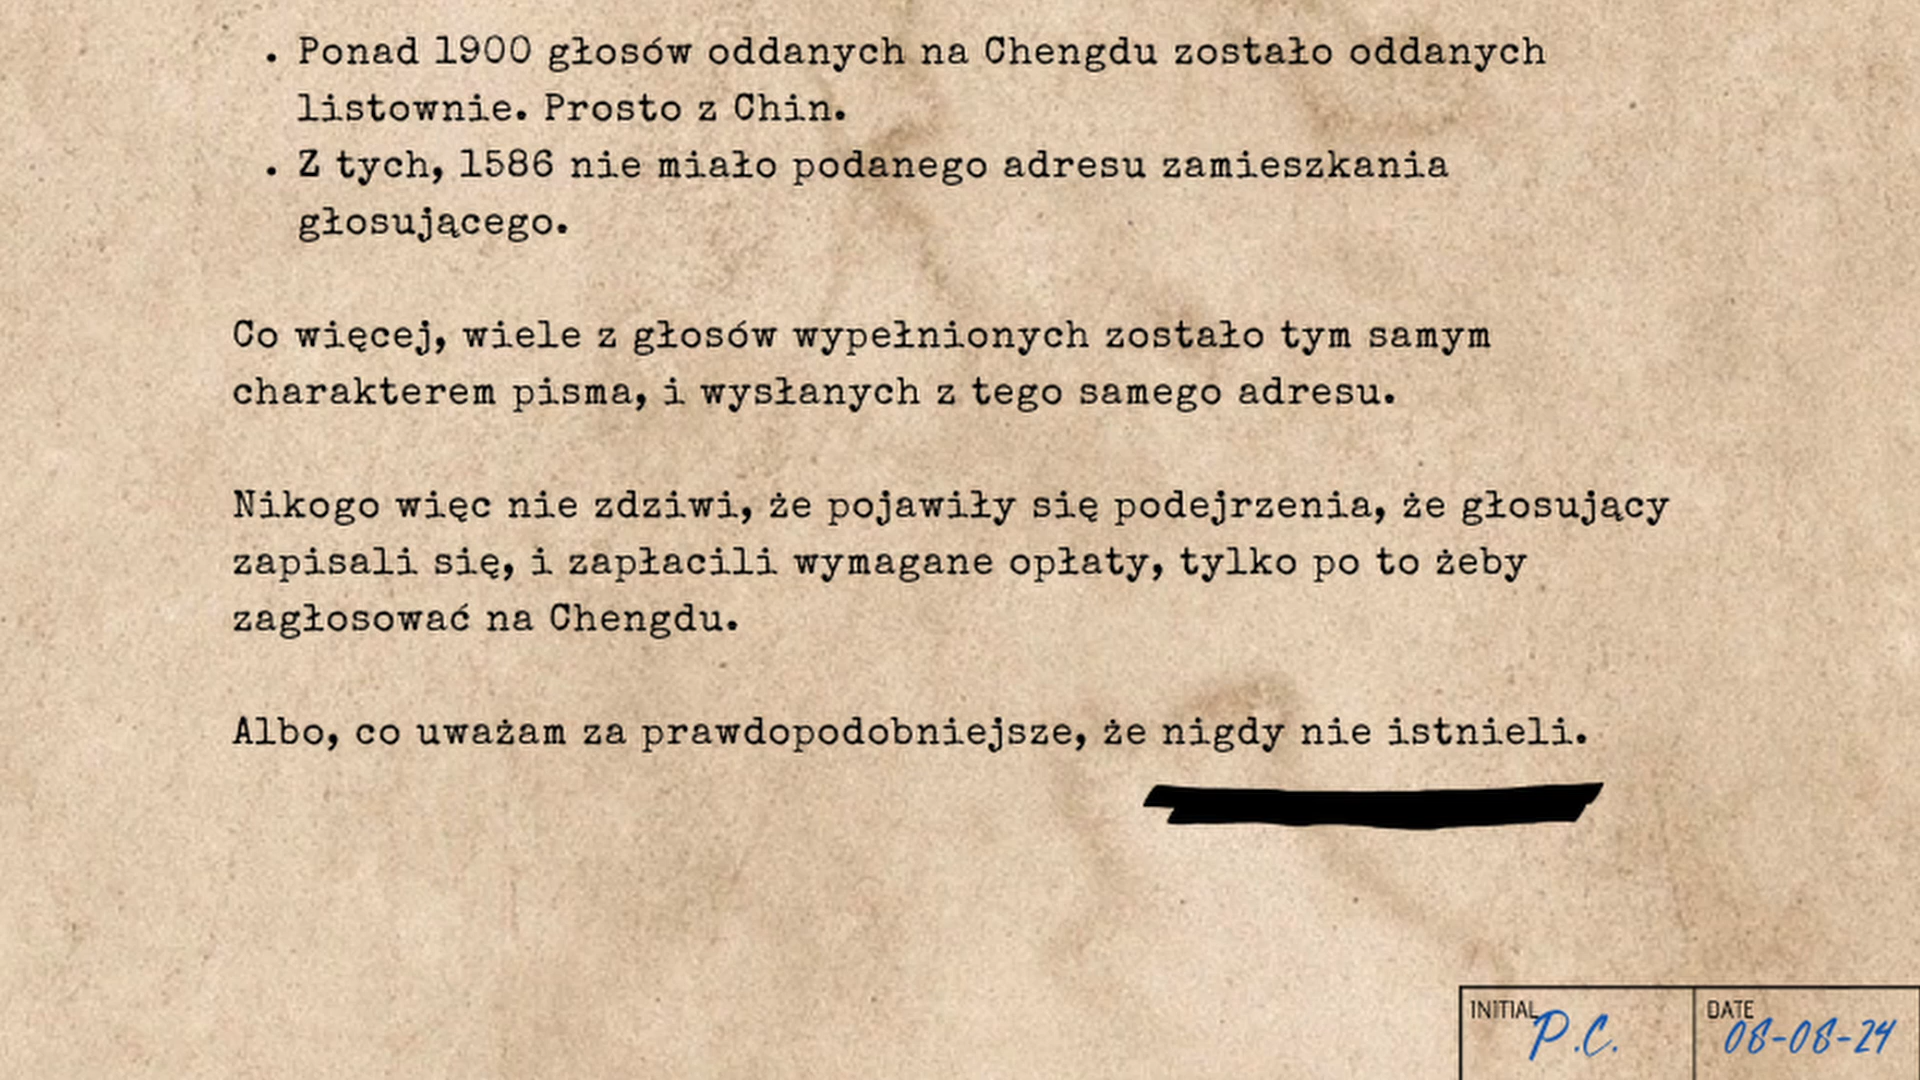 . Ponad 1900 głosów oddanych na Chengdu zostało oddanych
listownie. Prosto z Chin.
. Z tych, 1586 nie miało podanego adresu zamieszkania
głosującego.
Co więcej, wiele z głosów wypełnionych zostało tym samym
charakterem pisma, i wysłanych z tego samego adresu.
Nikogo więc nie zdziwi, że pojawiły się podejrzenia, że głosujący
zapisali się, i zapłacili wymagane opłaty, tylko po to żeby
zagłosować na Chengdu.
Albo, co uważam za prawdopodobniejsze, że nigdy nie istnieli.
INITIAL P.C. DATE 08-08-24